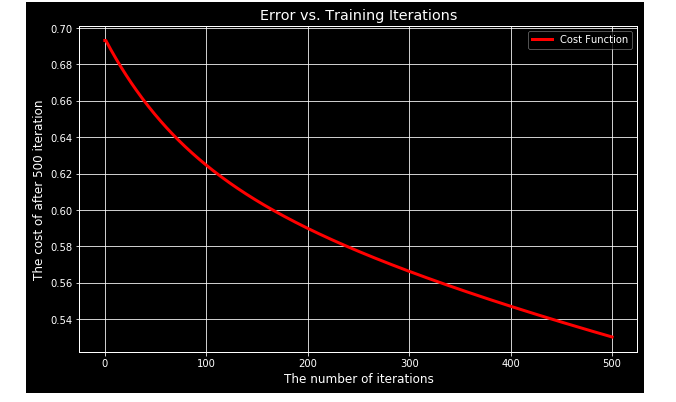 Error vs. Training Iterations
Cost Function
The cost of after 500 iteration
0.70
0.68
0.66
0.64
0.62
0.60
0.58
0.56
0.54
0 100 200 300 400 500
The number of iterations